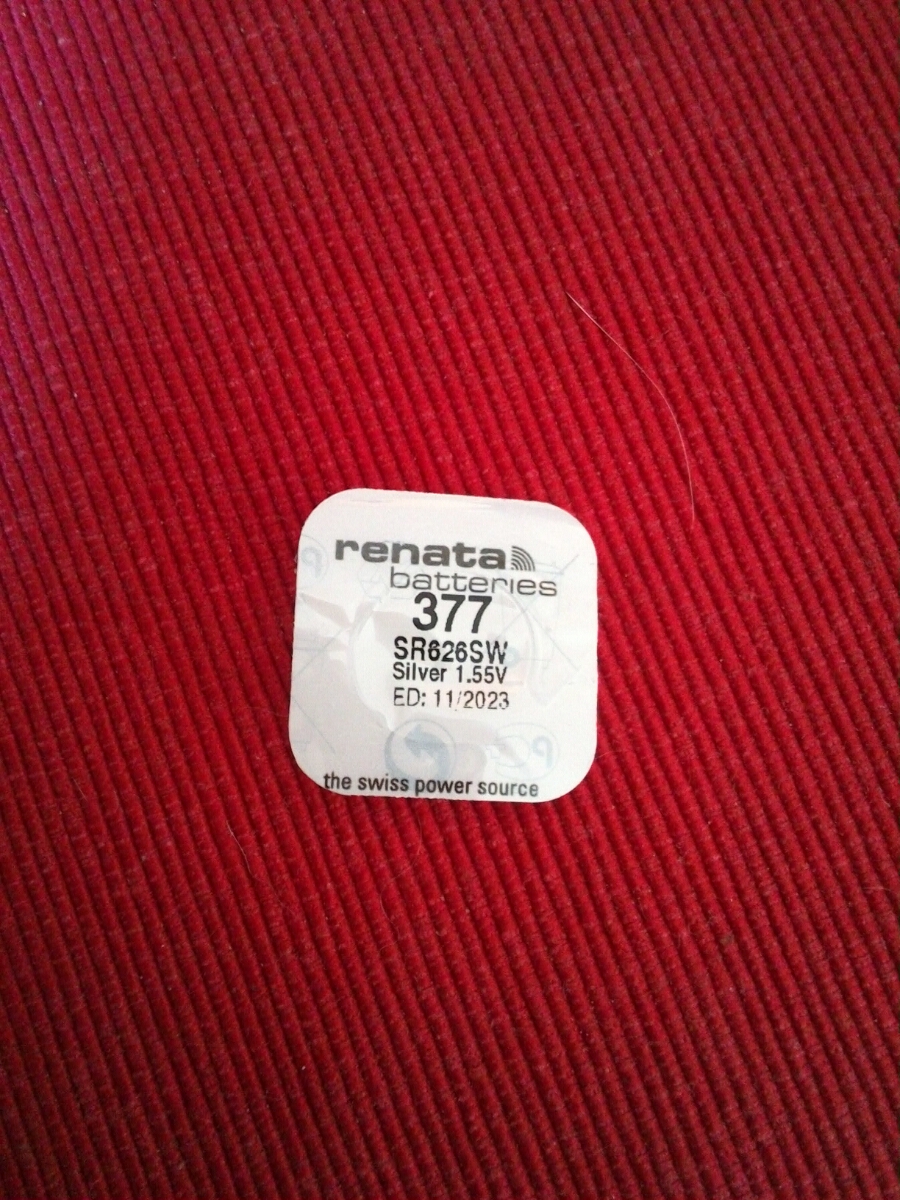 renata
batteries
377
SR626SW
Silver 1.55V
ED: 11/2023
the swiss power source